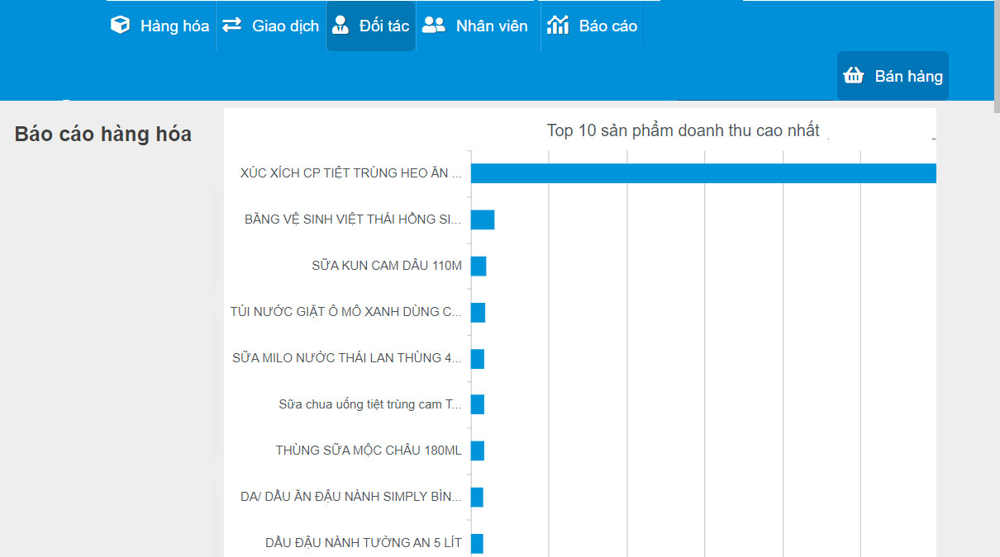 Hàng hóa
Giao dịch
Đối tác
Nhân viên
Báo cáo
Bán hàng
Báo cáo hàng hóa
Top 10 sản phẩm doanh thu cao nhất
XÚC XÍCH CP TIỆT TRÙNG HEO ĂN ...
BĂNG VỆ SINH VIỆT THÁI HỒNG SI...
SỮA KUN CAM DÂU 110M
TÚI NƯỚC GIẶT Ô MÔ XANH DÙNG C...
SỮA MILO NƯỚC THÁI LAN THÙNG 4...
Sữa chua uống tiệt trùng cam T...
THÙNG SỮA MỘC CHÂU 180ML
DA/ DẦU ĂN ĐẬU NÀNH SIMPLY BÌN...
DẦU ĐẬU NÀNH TƯỜNG AN 5 LÍT